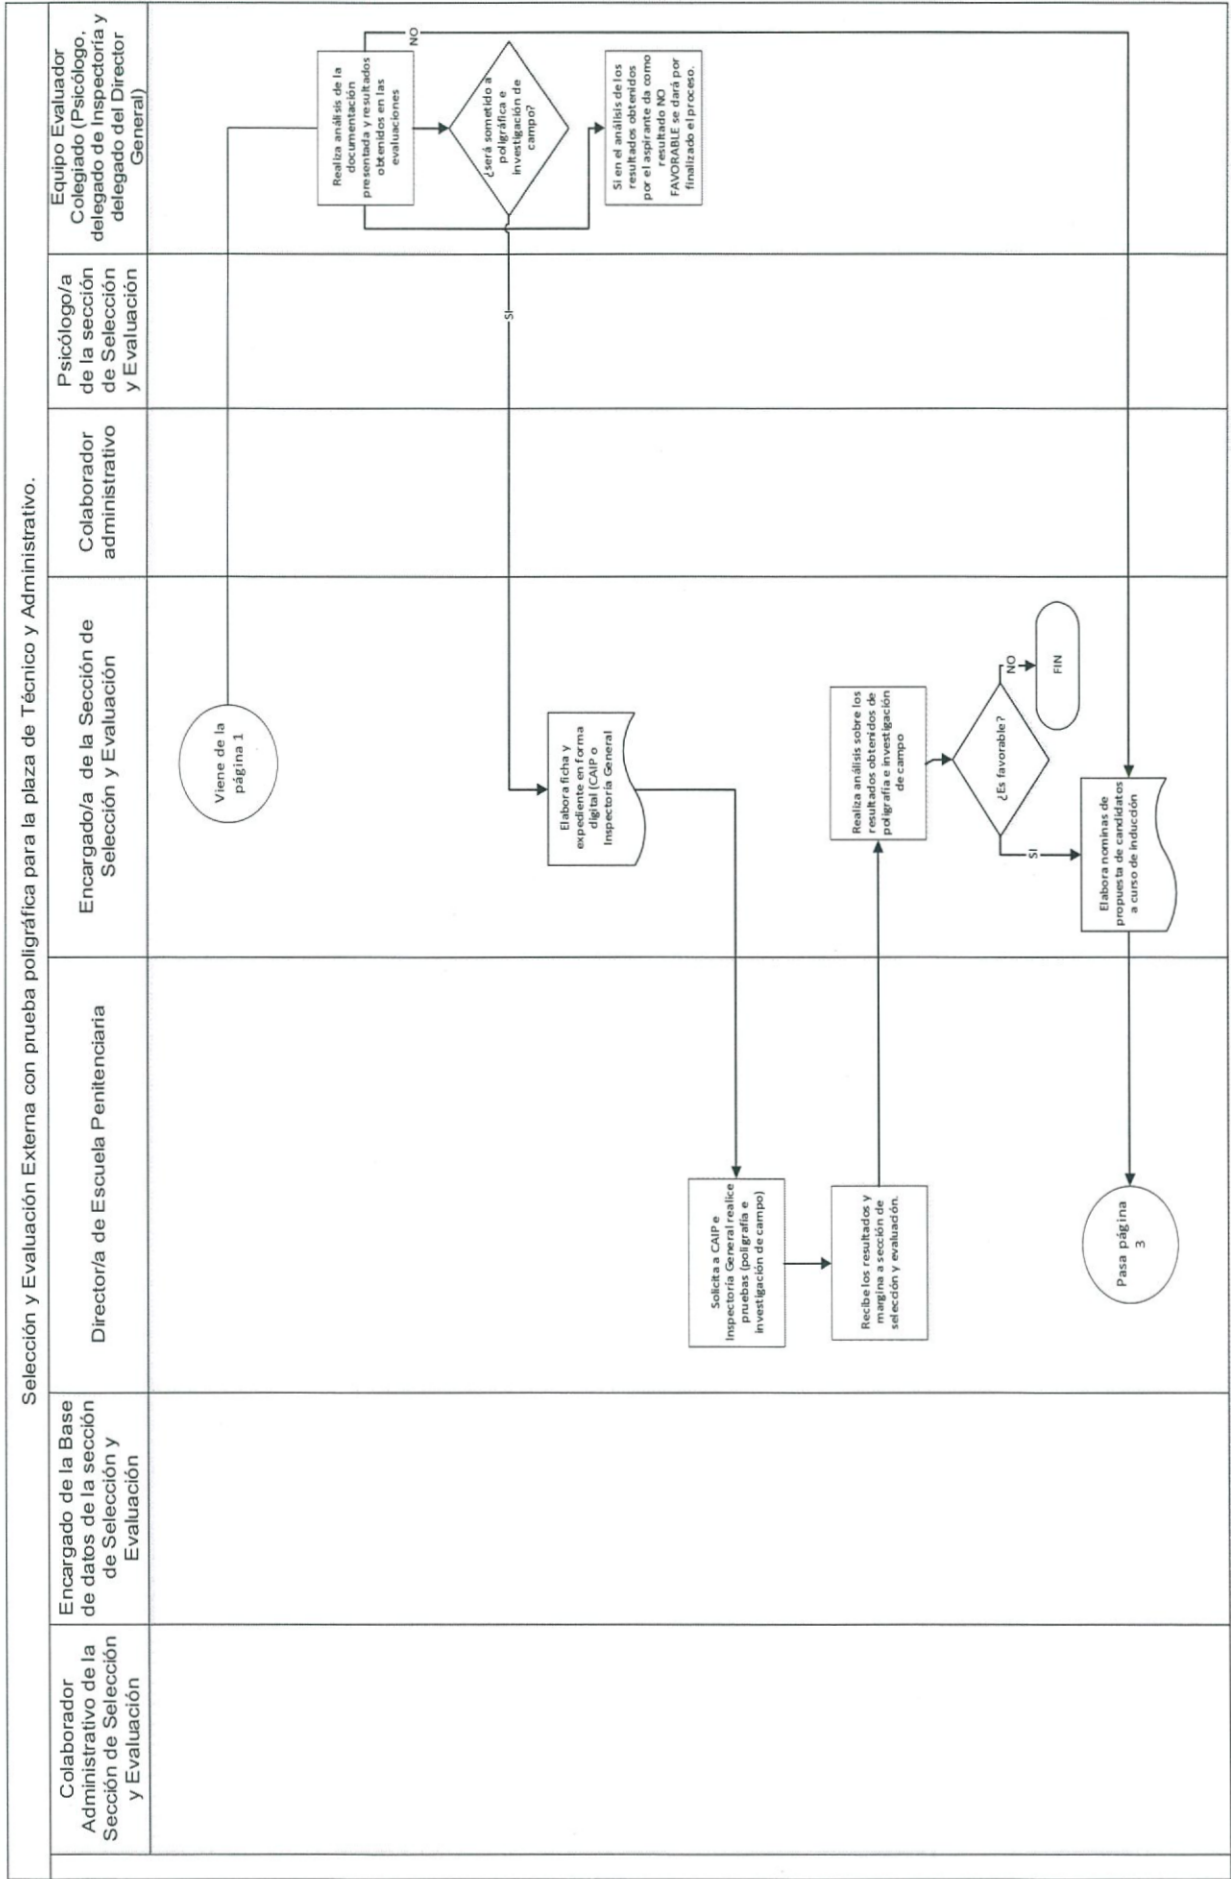 Selección y Evaluación Externa con prueba poligráfica para la plaza de Técnico y Administrativo.
Colaborador
Administrativo de la
Sección de Selección
y Evaluación
Encargado de la Base
de datos de la sección
de Selección y
Evaluación
Director/a de Escuela Penitenciaria
Encargado/a de la Sección de
Selección y Evaluación
Colaborador
administrativo
Psicólogo/a
de la sección
de Selección
y Evaluación
Equipo Evaluador
Colegiado (Psicólogo,
delegado de Inspectoría y
delegado del Director
General)
Viene de la
página 1
Realiza análisis de la
documentación
presentada y resultados
obtenidos en las
evaluaciones
NO
¿será sometido a
poligráfica e
investigación de
campo?
SI
Si en el análisis de los
resultados obtenidos
por el aspirante da como
resultado NO
FAVORABLE se dará por
finalizado el proceso.
Elabora ficha y
expediente en forma
digital (CAIP o
Inspectoría General
Solicita a CAIP e
Inspectoría General realice
pruebas (poligrafía e
investigación de campo)
Recibe los resultados y
margina a sección de
selección y evaluación.
Realiza análisis sobre los
resultados obtenidos de
poligrafía e investigación
de campo
¿Es favorable?
NO
FIN
SI
Elabora nominas de
propuesta de candidatos
a curso de inducción
Pasa página
3